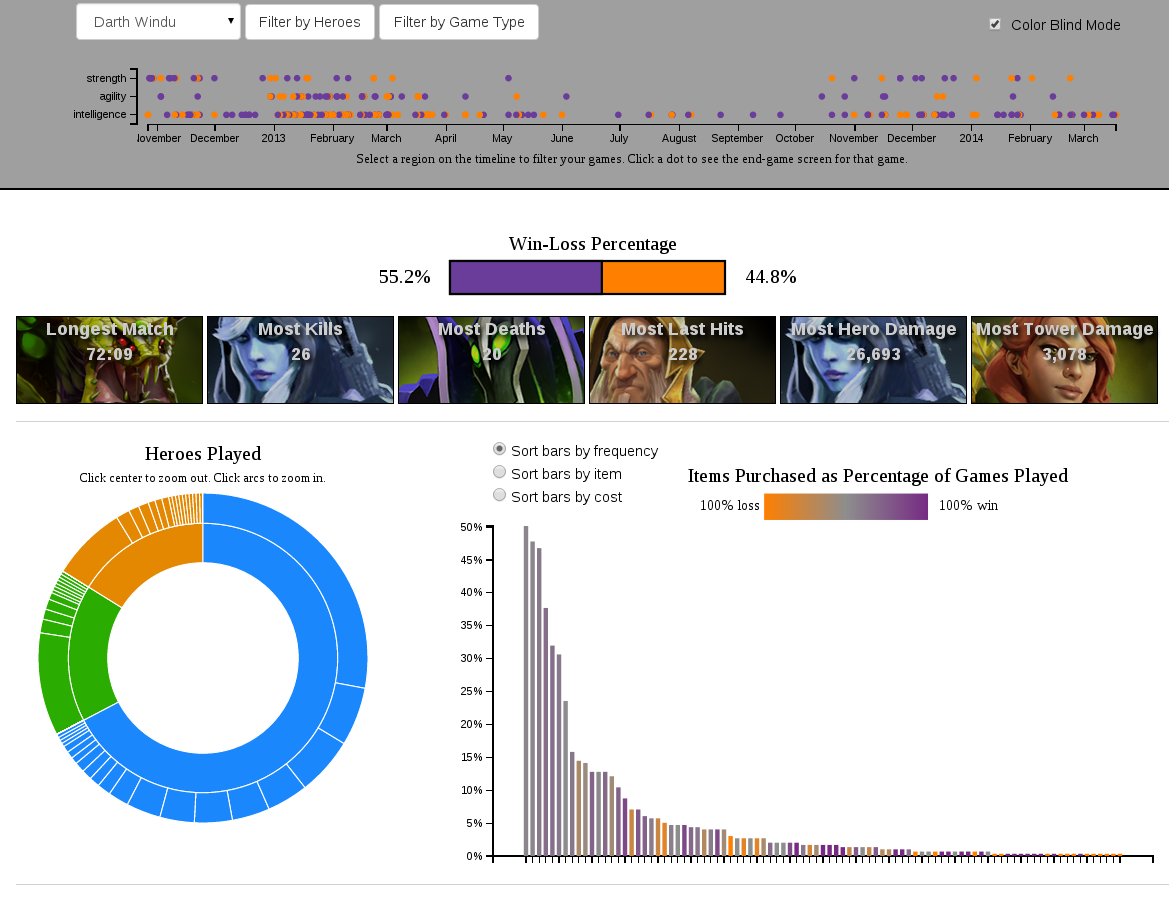 Darth Windu
Filter by Heroes
Filter by Game Type
Color Blind Mode
strength
agility
intelligence
lovember December 2013 February March April May June July August September October November December 2014 February March
Select a region on the timeline to filter your games. Click a dot to see the end-game screen for that game.
Win-Loss Percentage
55.2%
44.8%
Longest Match
72:09
Most Kills
26
Most Deaths
20
Most Last Hits
228
Most Hero Damage
26,693
Most Tower Damage
3,078
Heroes Played
Click center to zoom out. Click arcs to zoom in.
Sort bars by frequency
Sort bars by item
Sort bars by cost
Items Purchased as Percentage of Games Played
100% loss
100% win
50%
45%
40%
35%
30%
25%
20%
15%
10%
5%
0%